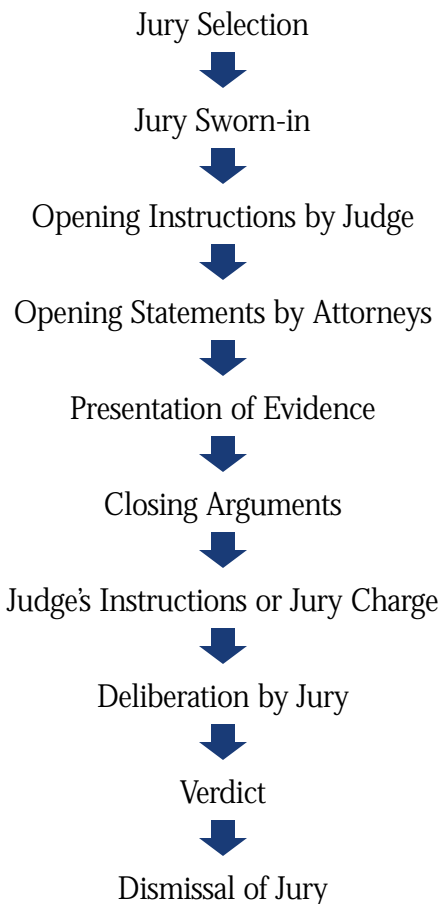 Jury Selection
Jury Sworn-in
Opening Instructions by Judge
Opening Statements by Attorneys
Presentation of Evidence
Closing Arguments
Judge's Instructions or Jury Charge
Deliberation by Jury
Verdict
Dismissal of Jury